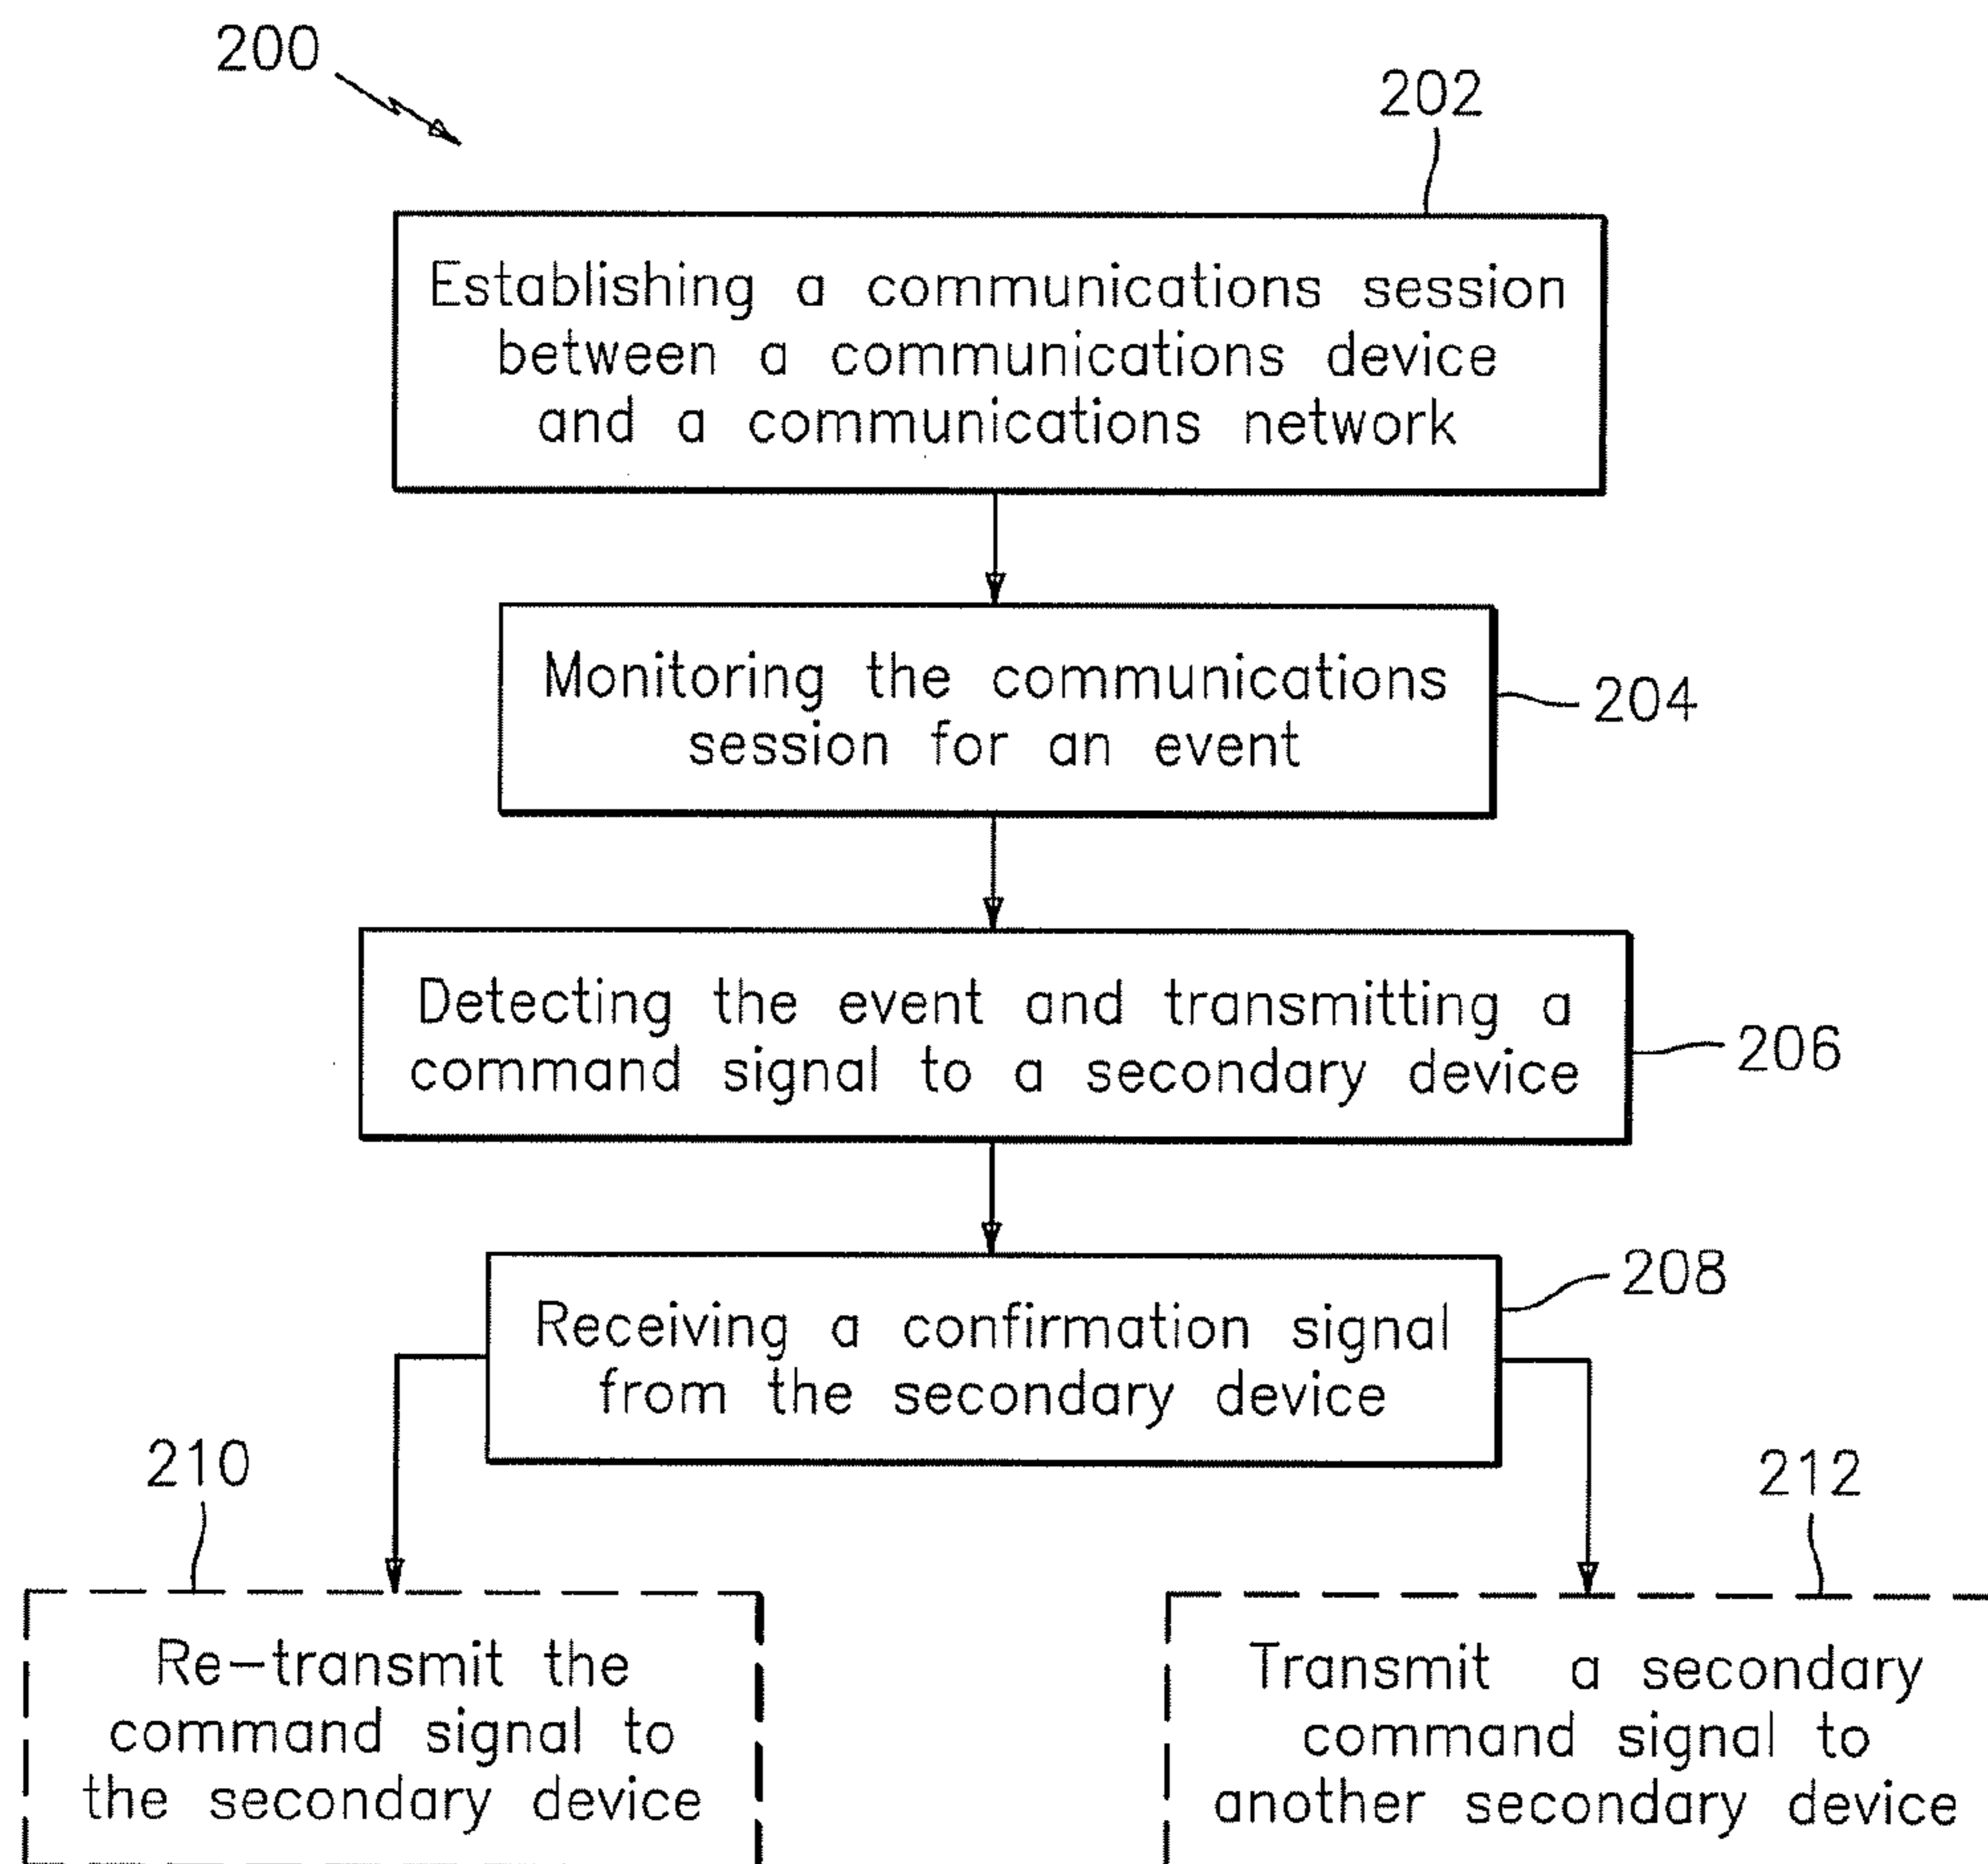 200
202
Establishing a communications session
between a communications device
and a communications network
Monitoring the communications
session for an event
204
Detecting the event and transmitting a
command signal to a secondary device
206
208
Receiving a confirmation signal
from the secondary device
210
212
Re-transmit the
command signal to
the secondary device
Transmit a secondary
command signal to
another secondary device